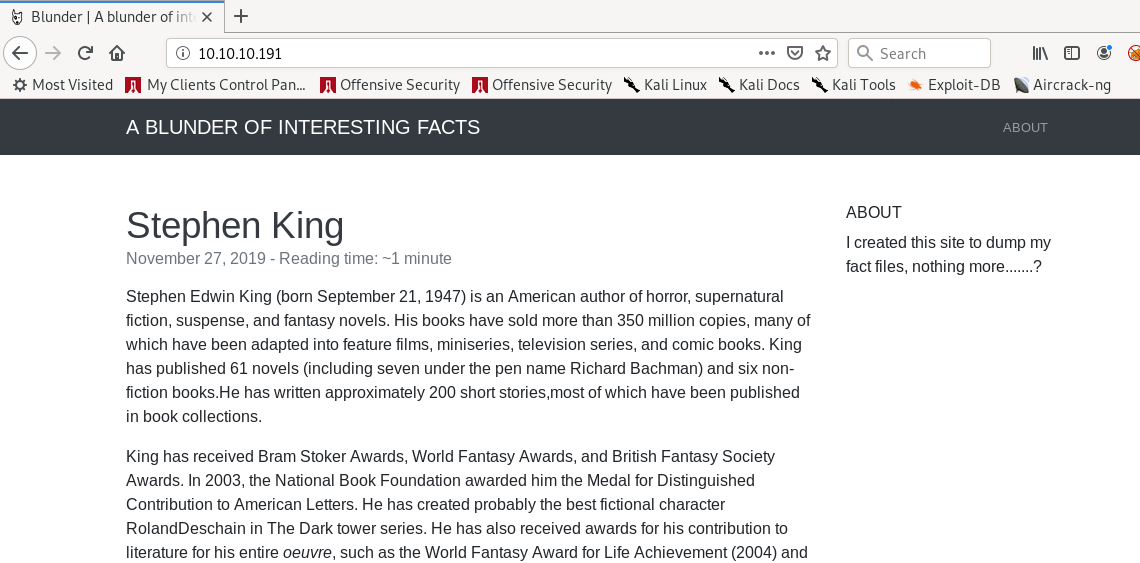 Blunder | A blunder of int
10.10.10.191
Search
Most Visited My Clients Control Pan... Offensive Security Offensive Security Kali Linux Kali Docs Kali Tools Exploit-DB Aircrack-ng
A BLUNDER OF INTERESTING FACTS
ABOUT
Stephen King
November 27, 2019 - Reading time: ~1 minute
Stephen Edwin King (born September 21, 1947) is an American author of horror, supernatural
fiction, suspense, and fantasy novels. His books have sold more than 350 million copies, many of
which have been adapted into feature films, miniseries, television series, and comic books. King
has published 61 novels (including seven under the pen name Richard Bachman) and six non-
fiction books.He has written approximately 200 short stories,most of which have been published
in book collections.
King has received Bram Stoker Awards, World Fantasy Awards, and British Fantasy Society
Awards. In 2003, the National Book Foundation awarded him the Medal for Distinguished
Contribution to American Letters. He has created probably the best fictional character
RolandDeschain in The Dark tower series. He has also received awards for his contribution to
literature for his entire oeuvre, such as the World Fantasy Award for Life Achievement (2004) and
ABOUT
I created this site to dump my
fact files, nothing more.......?